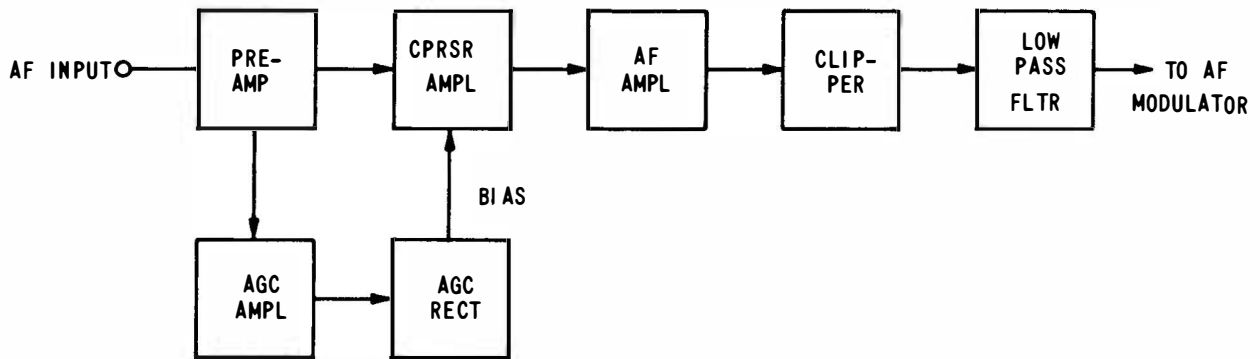 AF INPUT
PRE-
AMP
CPRSR
AMPL
AF
AMPL
CLIP-
PER
LOW
PASS
FLTR
TO AF
MODULATOR
BIAS
AGC
AMPL
AGC
RECT